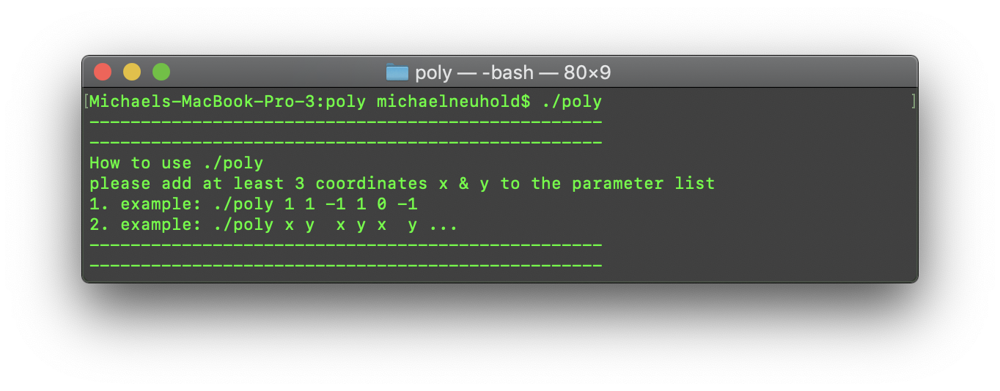 poly — -bash — 80×9
[Michaels-MacBook-Pro-3:poly michaelneuhold$ ./poly ]
--------------------------------------------------
--------------------------------------------------
How to use ./poly
please add at least 3 coordinates x & y to the parameter list
1. example: ./poly 1 1 -1 1 0 -1
2. example: ./poly x y  x y x  y ...
--------------------------------------------------
--------------------------------------------------